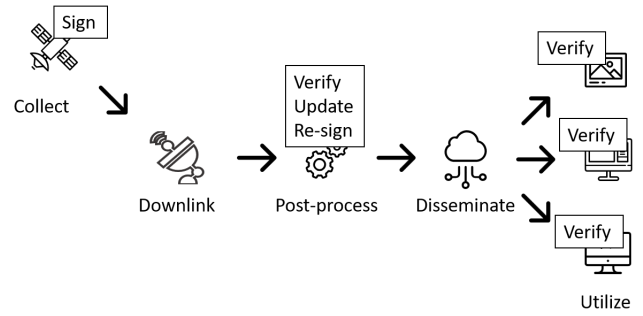 Sign
Collect
Downlink
Verify
Update
Re-sign
Post-process
Disseminate
Verify
Verify
Verify
Utilize